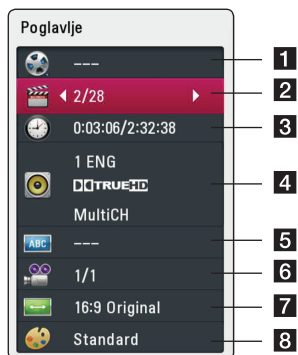 Poglavlje
--- 1
2/28 2
0:03:06/2:32:38 3
1 ENG
DOLBY TRUEHD 4
MultiCH
ABC --- 5
1/1 6
16:9 Original 7
Standard 8